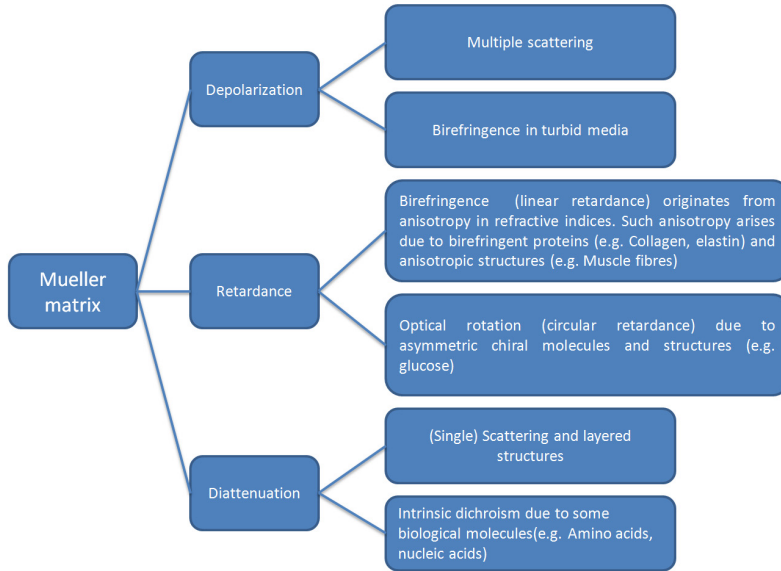 Multiple scattering
Depolarization
Birefringence in turbid media
Birefringence (linear retardance) originates from
anisotropy in refractive indices. Such anisotropy arises
due to birefringent proteins (e.g. Collagen, elastin) and
anisotropic structures (e.g. Muscle fibres)
Mueller
matrix
Retardance
Optical rotation (circular retardance) due to
asymmetric chiral molecules and structures (e.g.
glucose)
(Single) Scattering and layered
structures
Diattenuation
Intrinsic dichroism due to some
biological molecules(e.g. Amino acids,
nucleic acids)